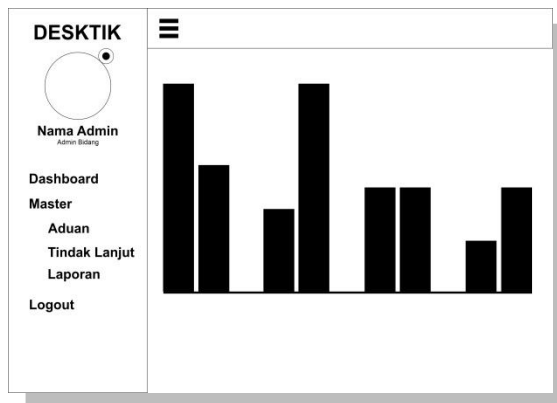 DESKTIK
Nama Admin
Admin Bidang
Dashboard
Master
Aduan
Tindak Lanjut
Laporan
Logout